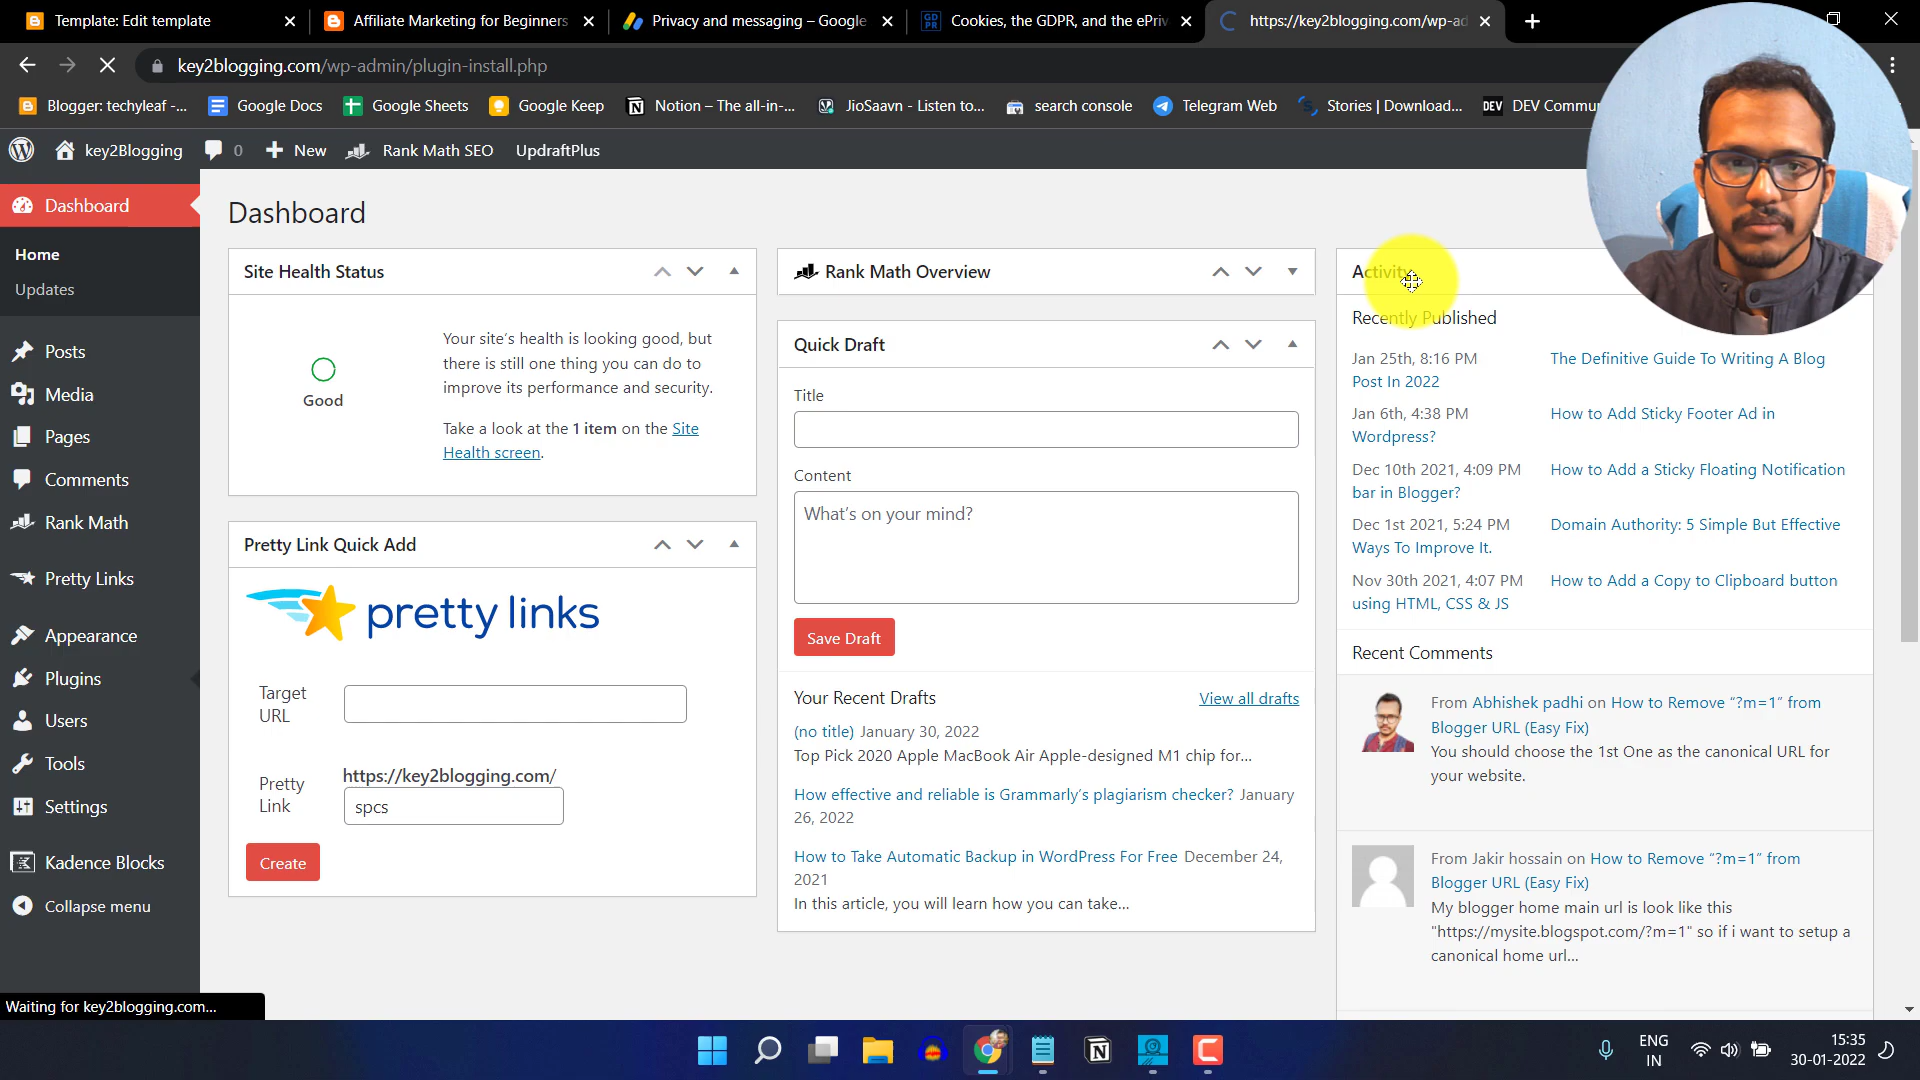 Template: Edit template
Affiliate Marketing for Beginners
Privacy and messaging – Google
Cookies, the GDPR, and the ePriv
https://key2blogging.com/wp-ad
key2blogging.com/wp-admin/plugin-install.php
Blogger: techyleaf -...
Google Docs
Google Sheets
Google Keep
Notion – The all-in-...
JioSaavn - Listen to...
search console
Telegram Web
Stories | Download...
DEV Commu
key2Blogging
0
New
Rank Math SEO
UpdraftPlus
Dashboard
Home
Updates
Posts
Media
Pages
Comments
Rank Math
Pretty Links
Appearance
Plugins
Users
Tools
Settings
Kadence Blocks
Collapse menu
Dashboard
Site Health Status
Good
Your site's health is looking good, but
there is still one thing you can do to
improve its performance and security.
Take a look at the 1 item on the Site
Health screen.
Pretty Link Quick Add
pretty links
Target
URL
Pretty
Link
https://key2blogging.com/
spcs
Create
Rank Math Overview
Quick Draft
Title
Content
What's on your mind?
Save Draft
Your Recent Drafts
View all drafts
(no title) January 30, 2022
Top Pick 2020 Apple MacBook Air Apple-designed M1 chip for...
How effective and reliable is Grammarly's plagiarism checker? January
26, 2022
How to Take Automatic Backup in WordPress For Free December 24,
2021
In this article, you will learn how you can take...
Activity
Recently Published
Jan 25th, 8:16 PM The Definitive Guide To Writing A Blog
Post In 2022
Jan 6th, 4:38 PM How to Add Sticky Footer Ad in
Wordpress?
Dec 10th 2021, 4:09 PM How to Add a Sticky Floating Notification
bar in Blogger?
Dec 1st 2021, 5:24 PM Domain Authority: 5 Simple But Effective
Ways To Improve It.
Nov 30th 2021, 4:07 PM How to Add a Copy to Clipboard button
using HTML, CSS & JS
Recent Comments
From Abhishek padhi on How to Remove "?m=1" from
Blogger URL (Easy Fix)
You should choose the 1st One as the canonical URL for
your website.
From Jakir hossain on How to Remove "?m=1" from
Blogger URL (Easy Fix)
My blogger home main url is look like this
"https://mysite.blogspot.com/?m=1" so if i want to setup a
canonical home url...
Waiting for key2blogging.com...
ENG
IN
15:35
30-01-2022